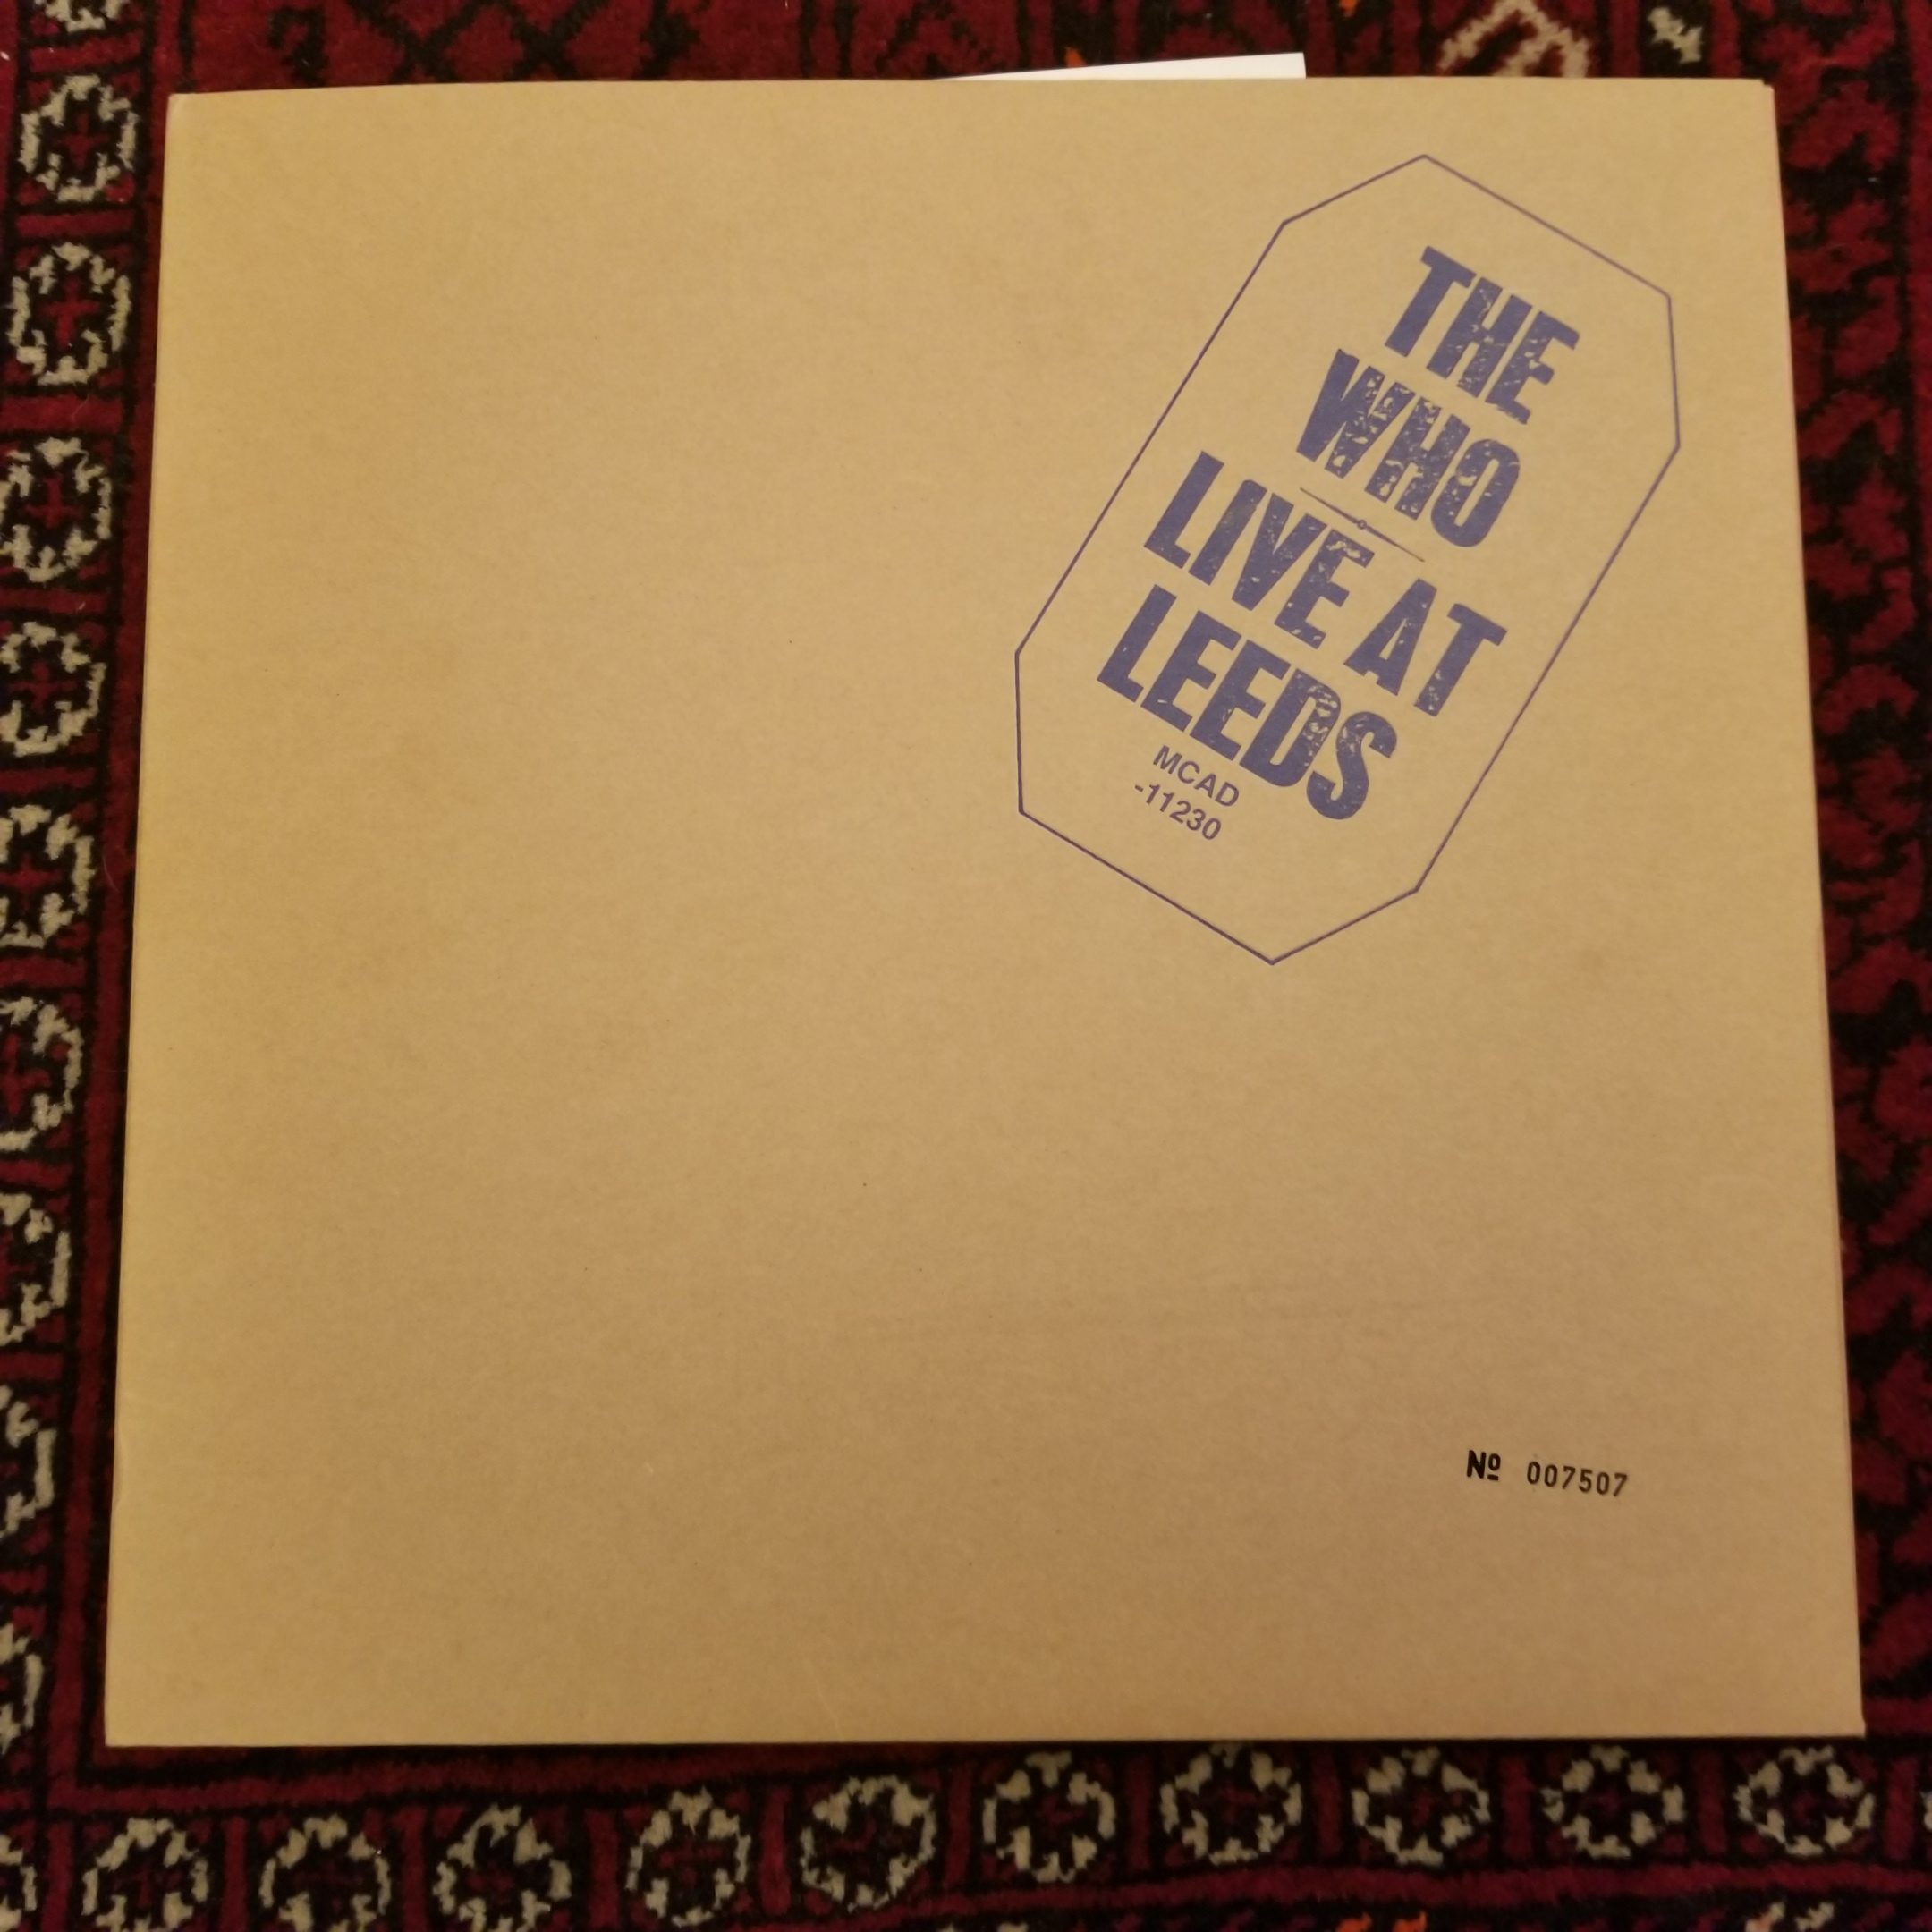 THE
WHO
LIVE AT
LEEDS
MCAD
-11230
Nº 007507